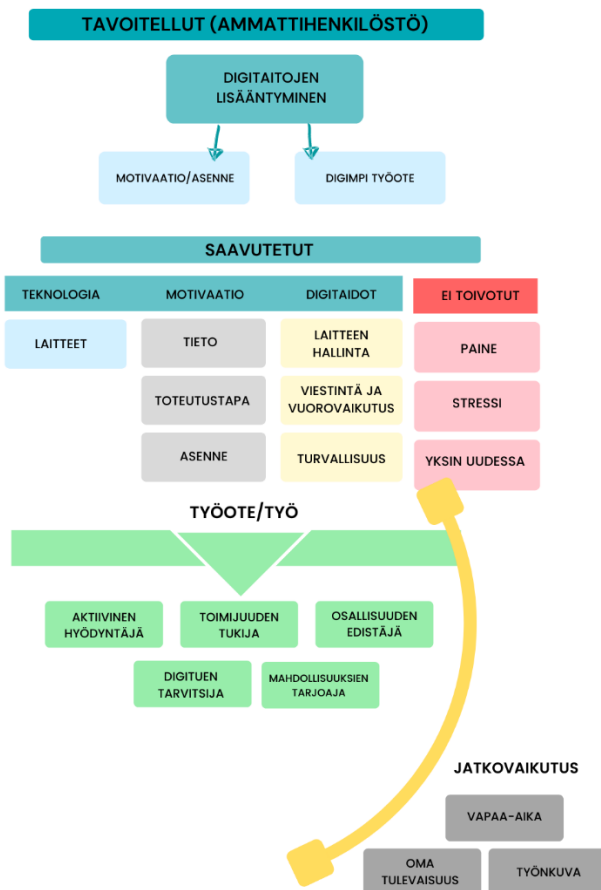 TAVOITELLUT (AMMATTIHENKILÖSTÖ)
DIGITAITOJEN
LISÄÄNTYMINEN
MOTIVAATIO/ASENNE
DIGIMPI TYÖOTE
SAAVUTETUT
TEKNOLOGIA
MOTIVAATIO
DIGITAIDOT
EI TOIVOTUT
LAITTEET
TIETO
LAITTEEN
HALLINTA
PAINE
TOTEUTUSTAPA
VIESTINTÄ JA
VUOROVAIKUTUS
STRESSI
ASENNE
TURVALLISUUS
YKSIN UUDESSA
TYÖOTE/TYÖ
AKTIIVINEN
HYÖDYNTÄJÄ
TOIMIJUUDEN
TUKIJA
OSALLISUUDEN
EDISTÄJÄ
DIGITUEN
TARVITSIJA
MAHDOLLISUUKSIEN
TARJOAJA
JATKOVAIKUTUS
VAPAA-AIKA
OMA
TULEVAISUUS
TYÖNKUVA